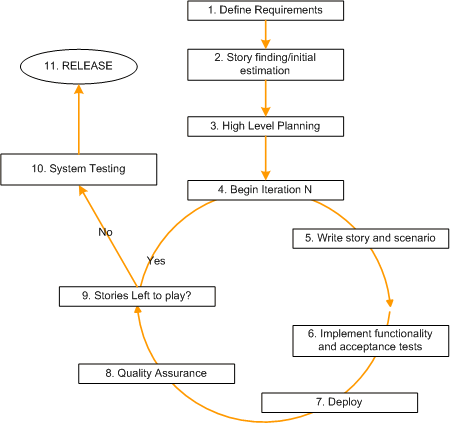 1. Define Requirements
2. Story finding/initial
estimation
3. High Level Planning
4. Begin Iteration N
5. Write story and scenario
6. Implement functionality
and acceptance tests
7. Deploy
8. Quality Assurance
9. Stories Left to play?
Yes
No
10. System Testing
11. RELEASE